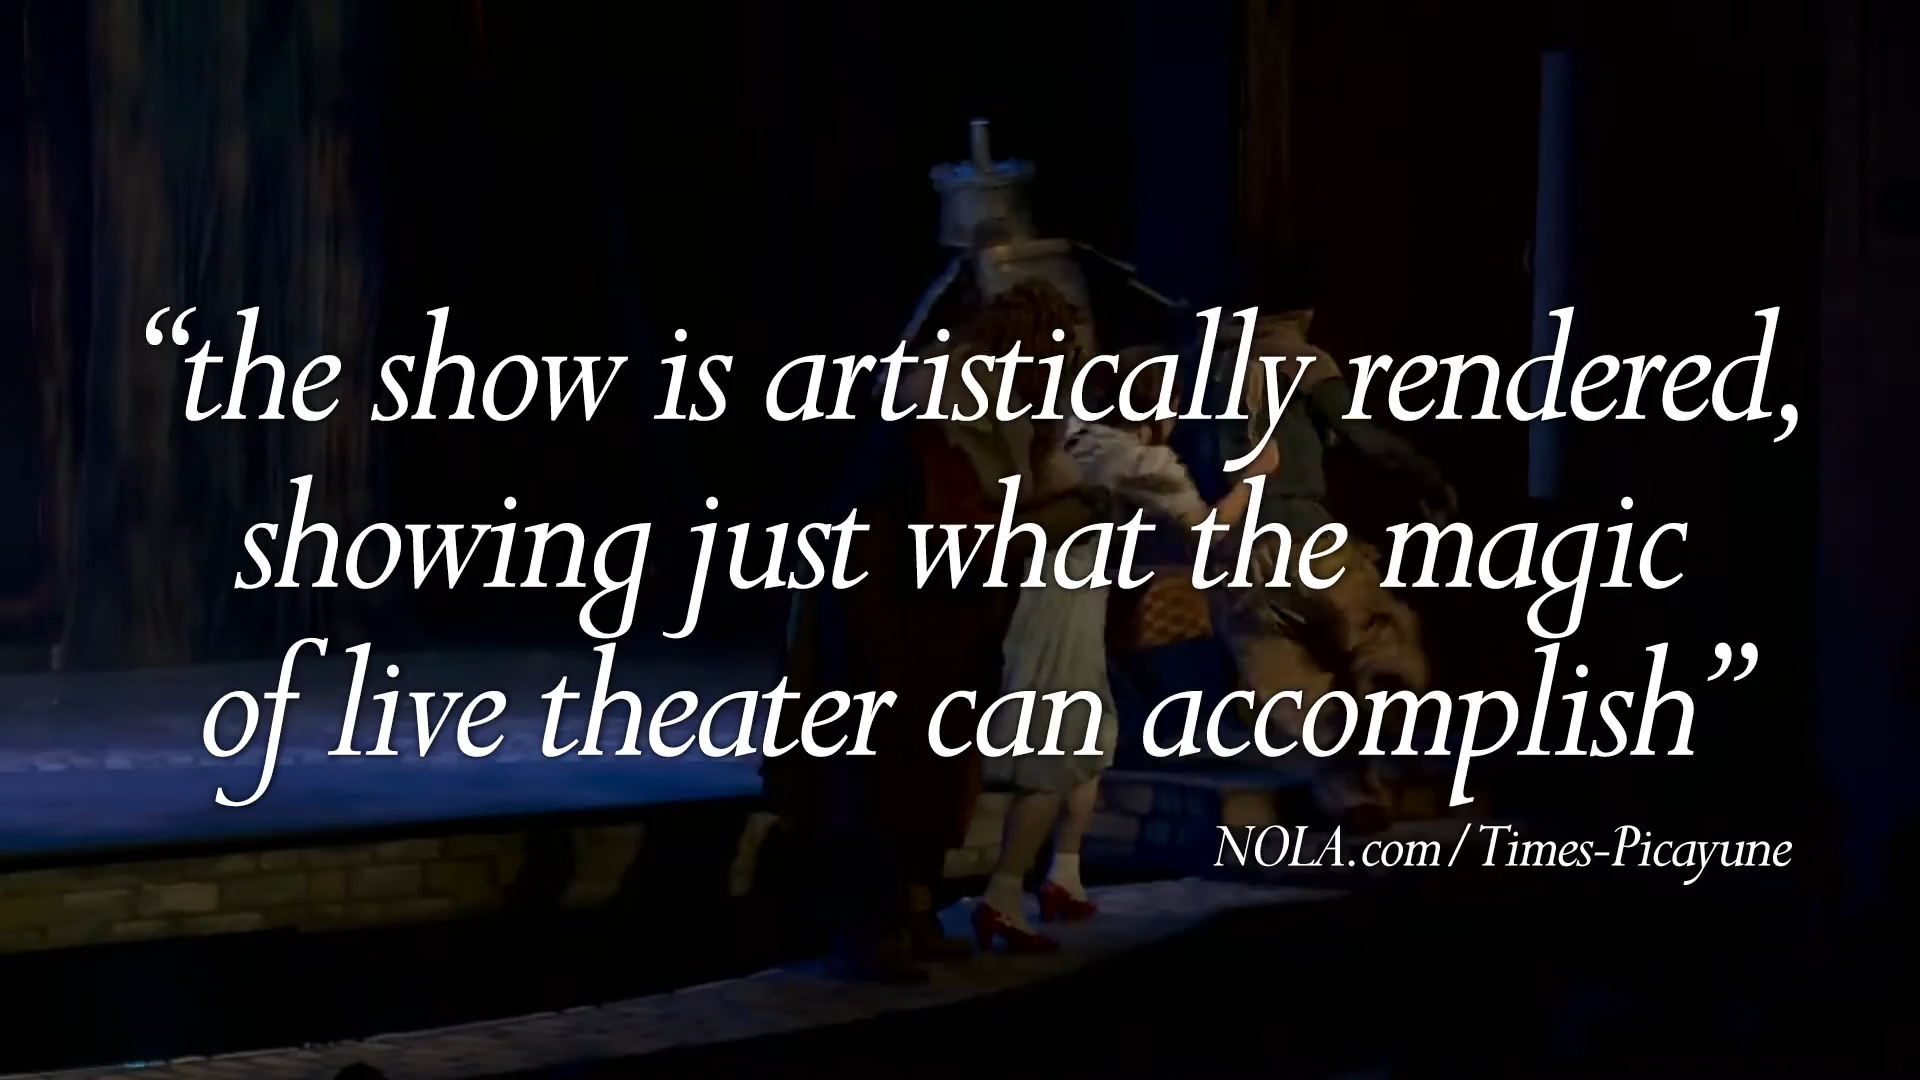 “the show is artistically rendered,
showing just what the magic
of live theater can accomplish”
NOLA.com / Times-Picayune